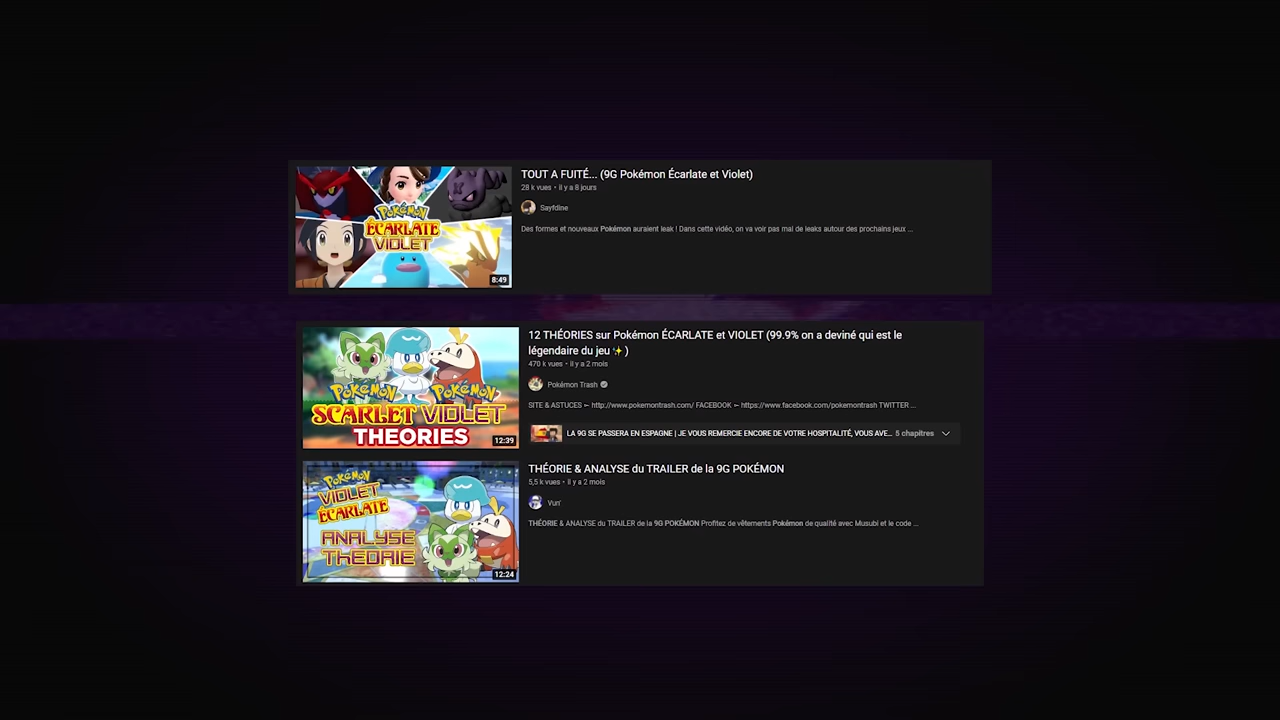 TOUT A FUITÉ... (9G Pokémon Écarlate et Violet)
28 k vues • il y a 8 jours
Sayfdine
Des formes et nouveaux Pokémon auraient leak ! Dans cette vidéo, on va voir pas mal de leaks autour des prochains jeux ...
POKÉMON
ÉCARLATE
VIOLET
8:49
12 THÉORIES sur Pokémon ÉCARLATE et VIOLET (99.9% on a deviné qui est le
légendaire du jeu ✨ )
470 k vues • il y a 2 mois
Pokémon Trash
SITE & ASTUCES ► http://www.pokemontrash.com/ FACEBOOK ► https://www.facebook.com/pokemontrash TWITTER ...
LA 9G SE PASSERA EN ESPAGNE | JE VOUS REMERCIE ENCORE DE VOTRE HOSPITALITÉ, VOUS AVE... 5 chapitres
POKÉMON POKÉMON
SCARLET VIOLET
THEORIES
12:39
THÉORIE & ANALYSE du TRAILER de la 9G POKÉMON
5,5 k vues • il y a 2 mois
Vun'
THÉORIE & ANALYSE du TRAILER de la 9G POKÉMON Profitez de vêtements Pokémon de qualité avec Musubi et le code ...
POKÉMON
VIOLET
ÉCARLATE
ANALYSE
THEORIE
12:24